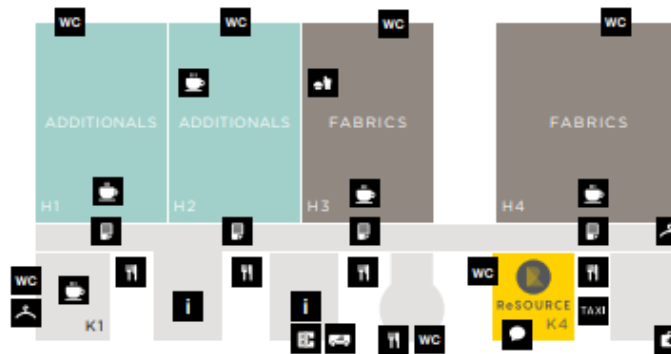 WC WC WC WC
ADDITIONALS ADDITIONALS FABRICS FABRICS
H1 H2 H3 H4
WC WC
ReSOURCE
i i TAXI
K1 K4
WC